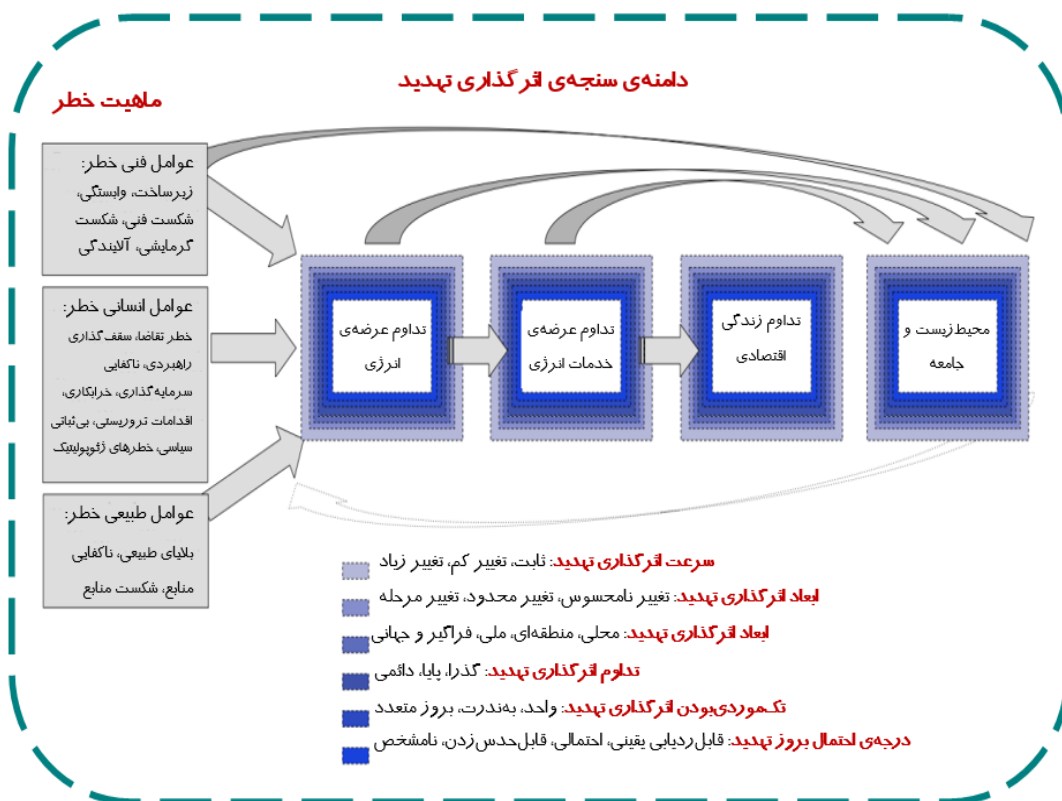 دامنه‌ی سنجه‌ی اثرگذاری تهدید
ماهیت خطر
عوامل فنی خطر:
زیرساخت، وابستگی،
شکست فنی، شکست
گرمایشی، آلایندگی
عوامل انسانی خطر:
خطر تقاضا، سقف‌گذاری
راهبردی، ناکفایی
سرمایه‌گذاری، خرابکاری،
اقدامات تروریستی، بی‌ثباتی
سیاسی، خطرهای ژئوپولیتیک
عوامل طبیعی خطر:
بلایای طبیعی، ناکفایی
منابع، شکست منابع
تداوم عرضه‌ی
انرژی
تداوم عرضه‌ی
خدمات انرژی
تداوم زندگی
اقتصادی
محیط‌زیست و
جامعه
سرعت اثرگذاری تهدید: ثابت، تغییر کم، تغییر زیاد
ابعاد اثرگذاری تهدید: تغییر نامحسوس، تغییر محدود، تغییر مرحله
ابعاد اثرگذاری تهدید: محلی، منطقه‌ای، ملی، فراگیر و جهانی
تداوم اثرگذاری تهدید: گذرا، پایا، دائمی
تک‌موردی‌بودن اثرگذاری تهدید: واحد، به‌ندرت، بروز متعدد
درجه‌ی احتمال بروز تهدید: قابل‌ردیابی یقینی، احتمالی، قابل‌حدس‌زدن، نامشخص